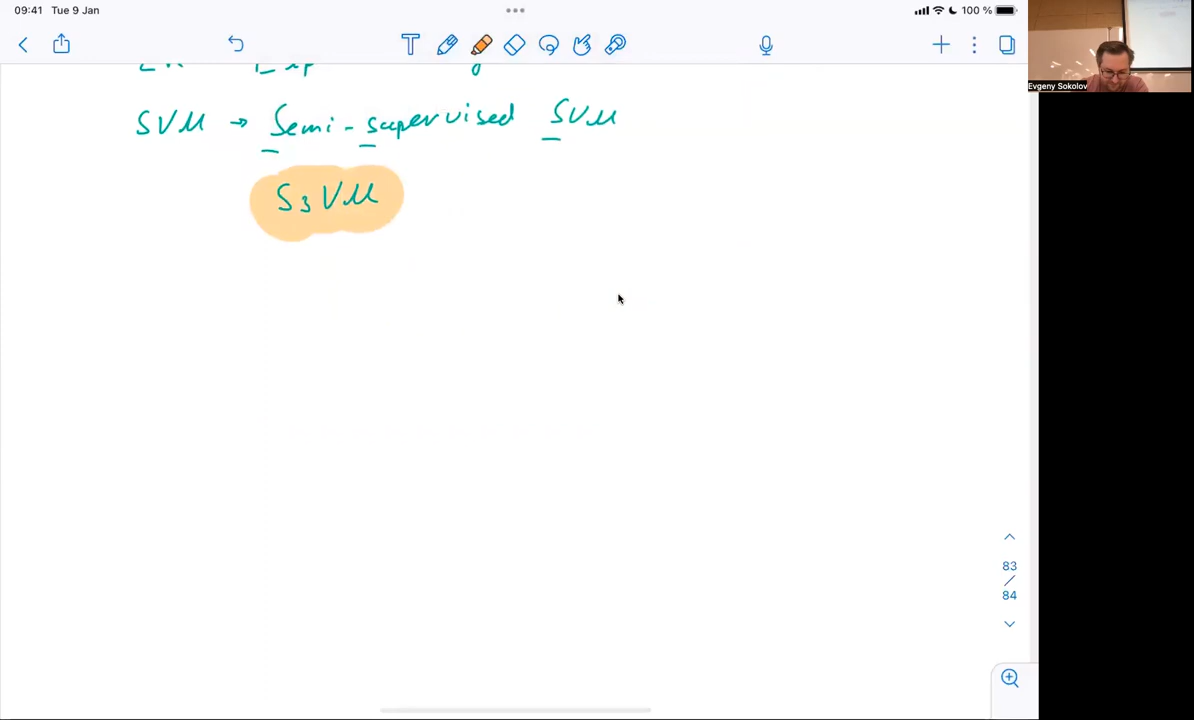 09:41 Tue 9 Jan
100 %
Evgeny Sokolov
SVM → Semi-supervised SVM
S3VM
83
84